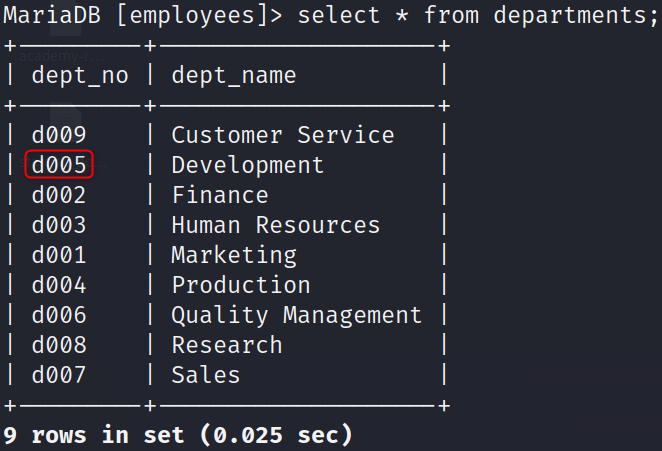 MariaDB [employees]> select * from departments;
+---------+--------------------+
| dept_no | dept_name          |
+---------+--------------------+
| d009    | Customer Service   |
| d005    | Development        |
| d002    | Finance            |
| d003    | Human Resources    |
| d001    | Marketing          |
| d004    | Production         |
| d006    | Quality Management |
| d008    | Research           |
| d007    | Sales              |
+---------+--------------------+
9 rows in set (0.025 sec)